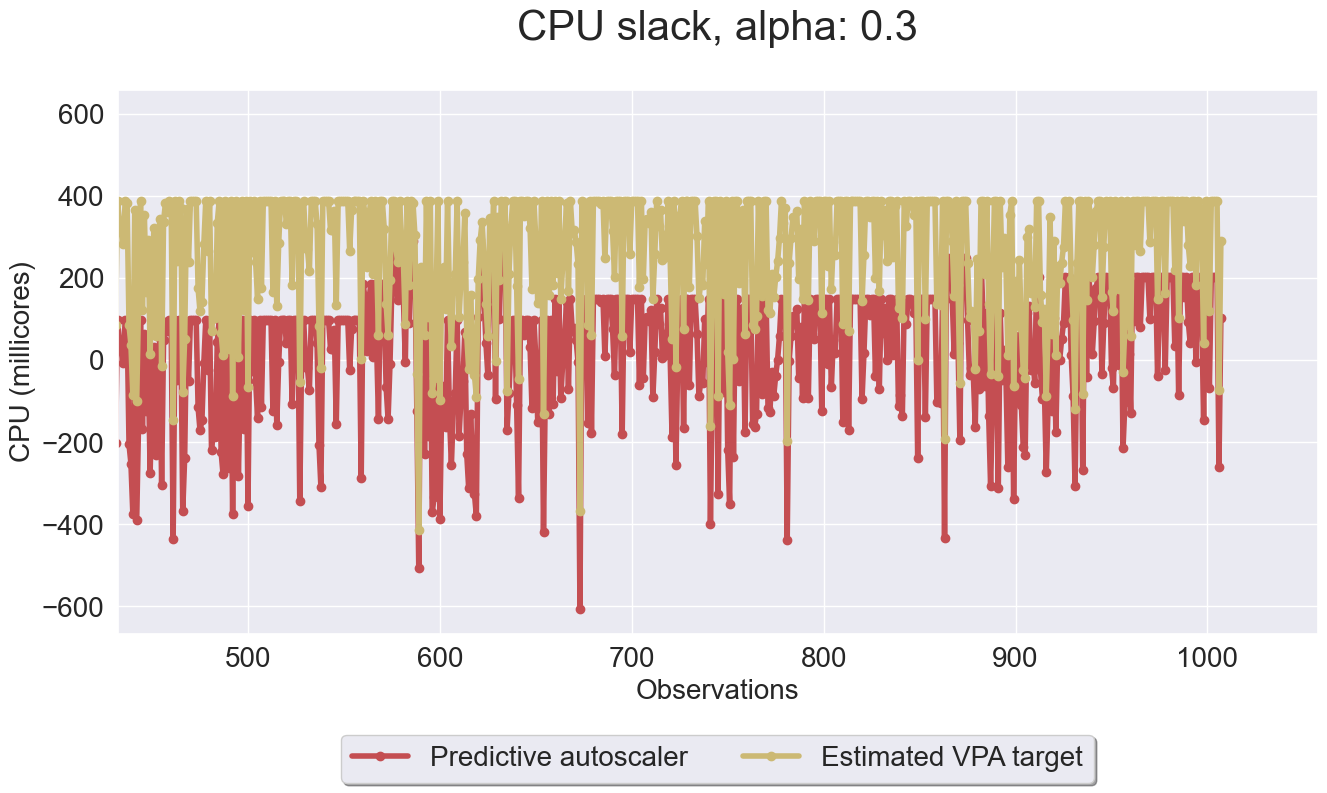 CPU slack, alpha: 0.3
600
400
200
0
−200
−400
−600
CPU (millicores)
500 600 700 800 900 1000
Observations
Predictive autoscaler Estimated VPA target